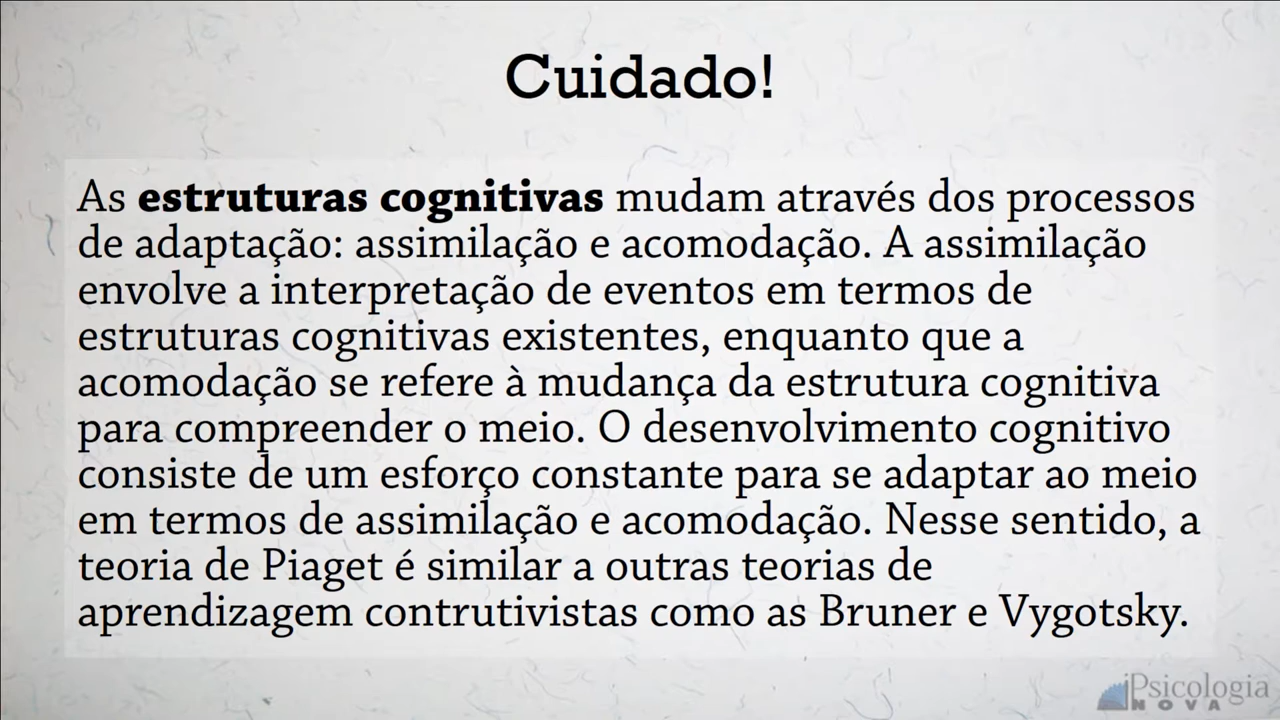 Cuidado!
As estruturas cognitivas mudam através dos processos
de adaptação: assimilação e acomodação. A assimilação
envolve a interpretação de eventos em termos de
estruturas cognitivas existentes, enquanto que a
acomodação se refere à mudança da estrutura cognitiva
para compreender o meio. O desenvolvimento cognitivo
consiste de um esforço constante para se adaptar ao meio
em termos de assimilação e acomodação. Nesse sentido, a
teoria de Piaget é similar a outras teorias de
aprendizagem contrutivistas como as Bruner e Vygotsky.
Psicologia
NOVA